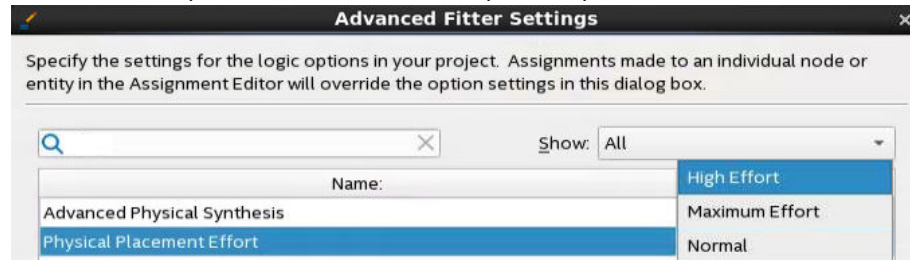 Advanced Fitter Settings
Specify the settings for the logic options in your project. Assignments made to an individual node or
entity in the Assignment Editor will override the option settings in this dialog box.
Show: All
Name:
High Effort
Advanced Physical Synthesis
Maximum Effort
Physical Placement Effort
Normal